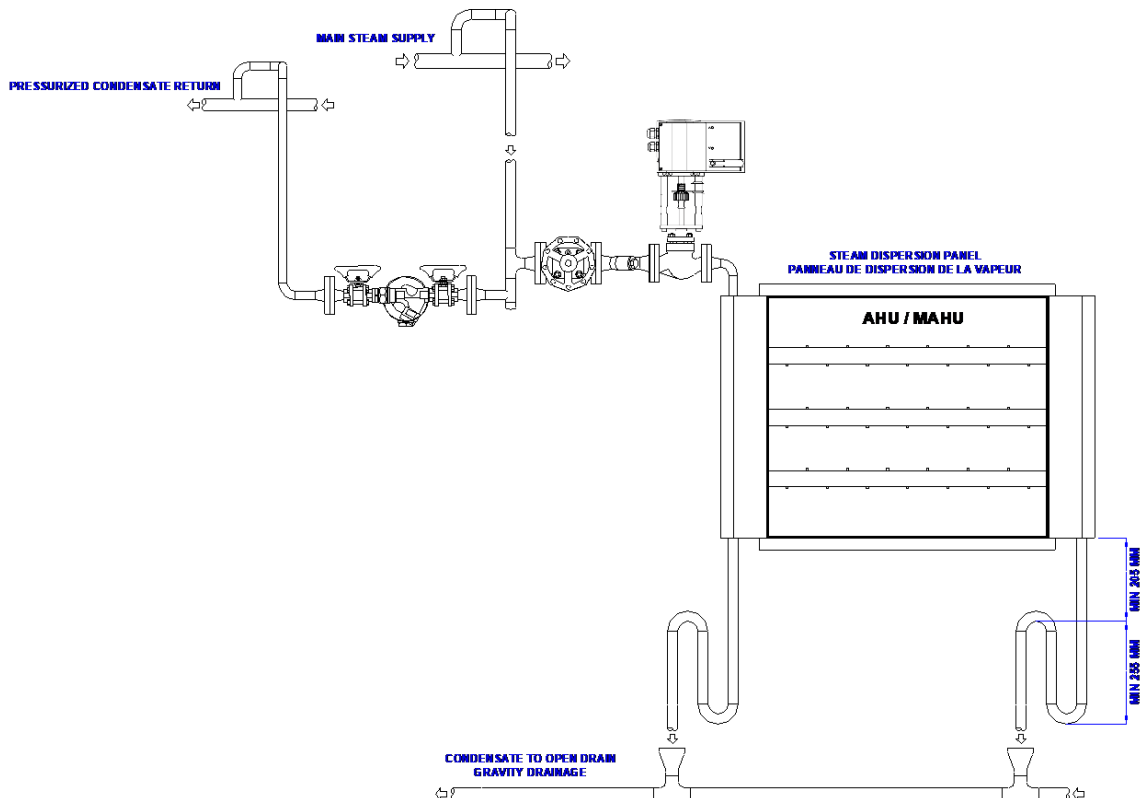 MAIN STEAM SUPPLY
PRESSURIZED CONDENSATE RETURN
STEAM DISPERSION PANEL
PANNEAU DE DISPERSION DE LA VAPEUR
AHU / MAHU
MIN 205 MM
MIN 255 MM
CONDENSATE TO OPEN DRAIN
GRAVITY DRAINAGE